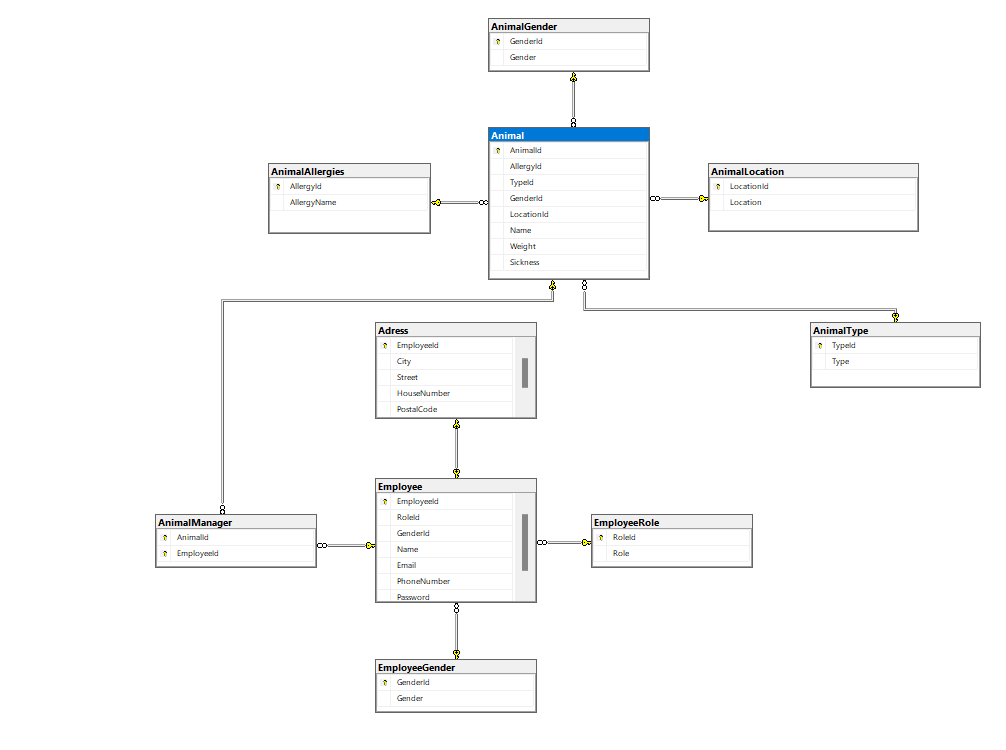 AnimalGender
GenderId
Gender
Animal
AnimalId
AllergyId
TypeId
GenderId
LocationId
Name
Weight
Sickness
AnimalAllergies
AllergyId
AllergyName
AnimalLocation
LocationId
Location
AnimalType
TypeId
Type
Adress
EmployeeId
City
Street
HouseNumber
PostalCode
Employee
EmployeeId
RoleId
GenderId
Name
Email
PhoneNumber
Password
AnimalManager
AnimalId
EmployeeId
EmployeeRole
RoleId
Role
EmployeeGender
GenderId
Gender